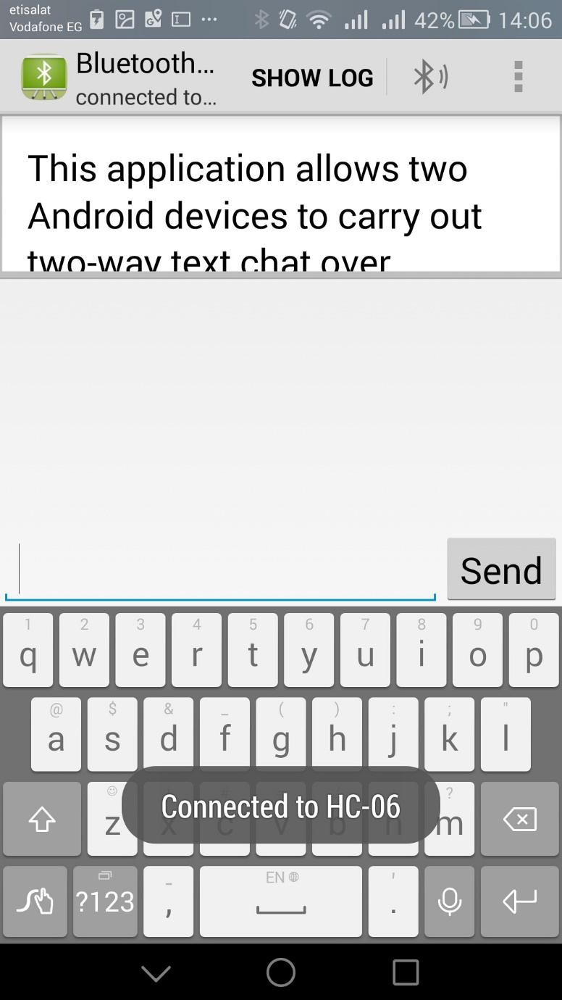 etisalat
Vodafone EG
42%
14:06
Bluetooth...
connected to...
SHOW LOG
This application allows two
Android devices to carry out
two-way text chat over
Send
1 2 3 4 5 6 7 8 9 0
q w e r t y u i o p
@ $ & _ ( ) : ; "
a s d f g h j k l
?
z x c v b n m
Connected to HC-06
EN
?123 , - . '